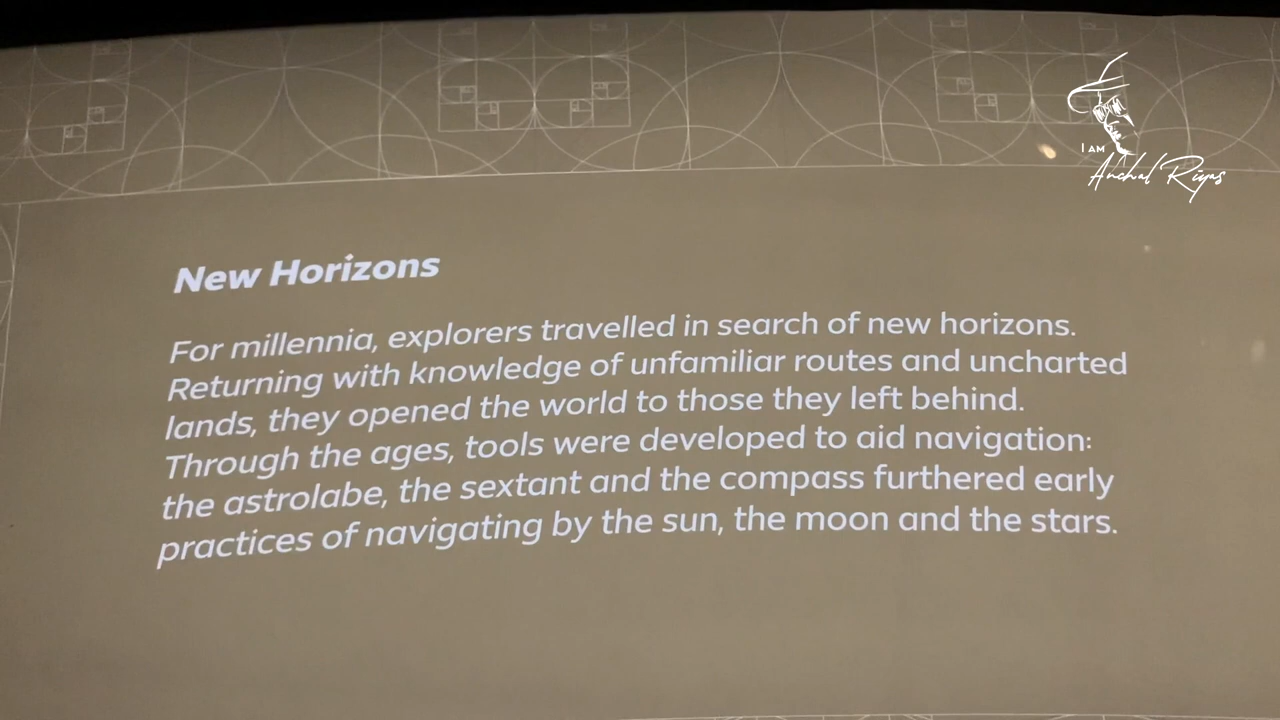 I AM
Anchal Riyas
New Horizons
For millennia, explorers travelled in search of new horizons.
Returning with knowledge of unfamiliar routes and uncharted
lands, they opened the world to those they left behind.
Through the ages, tools were developed to aid navigation:
the astrolabe, the sextant and the compass furthered early
practices of navigating by the sun, the moon and the stars.